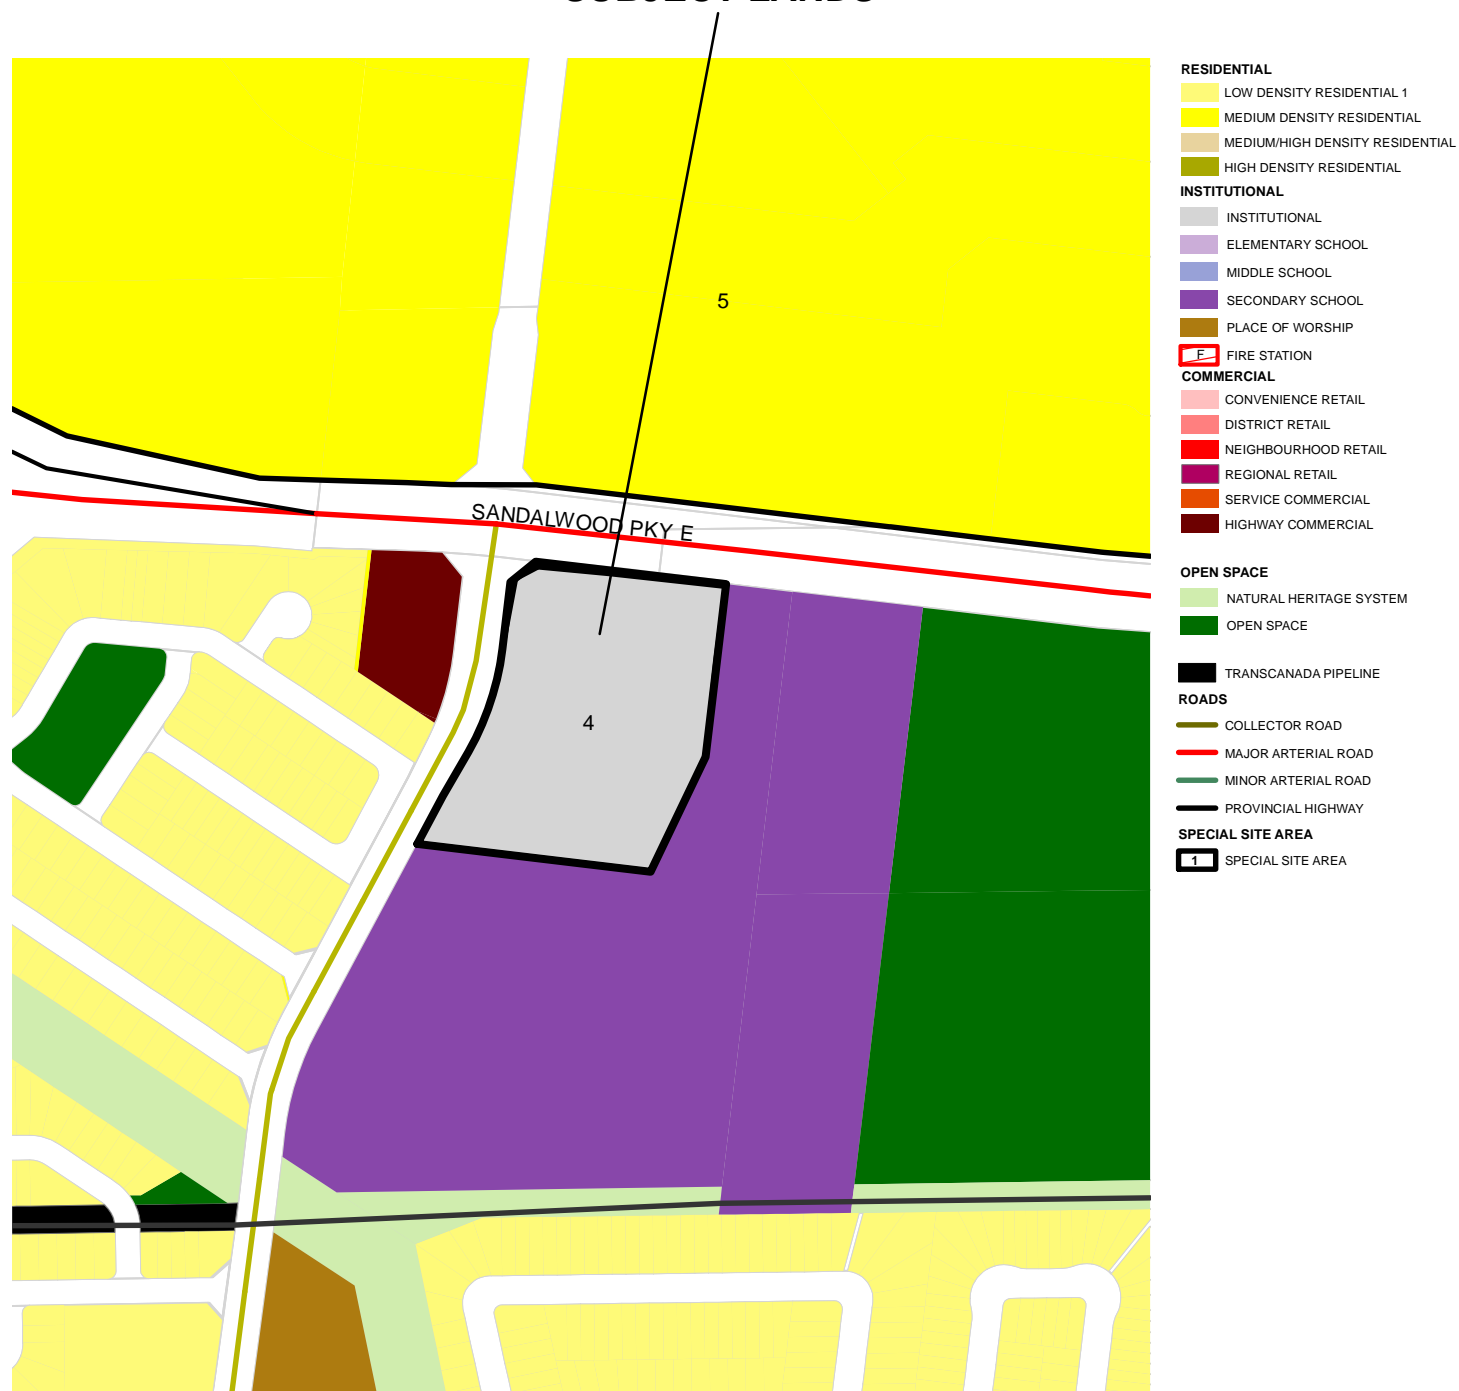 SUBJECT LANDS
5
SANDALWOOD PKY E
4
RESIDENTIAL
LOW DENSITY RESIDENTIAL 1
MEDIUM DENSITY RESIDENTIAL
MEDIUM/HIGH DENSITY RESIDENTIAL
HIGH DENSITY RESIDENTIAL
INSTITUTIONAL
INSTITUTIONAL
ELEMENTARY SCHOOL
MIDDLE SCHOOL
SECONDARY SCHOOL
PLACE OF WORSHIP
F FIRE STATION
COMMERCIAL
CONVENIENCE RETAIL
DISTRICT RETAIL
NEIGHBOURHOOD RETAIL
REGIONAL RETAIL
SERVICE COMMERCIAL
HIGHWAY COMMERCIAL
OPEN SPACE
NATURAL HERITAGE SYSTEM
OPEN SPACE
TRANSCANADA PIPELINE
ROADS
COLLECTOR ROAD
MAJOR ARTERIAL ROAD
MINOR ARTERIAL ROAD
PROVINCIAL HIGHWAY
SPECIAL SITE AREA
1 SPECIAL SITE AREA